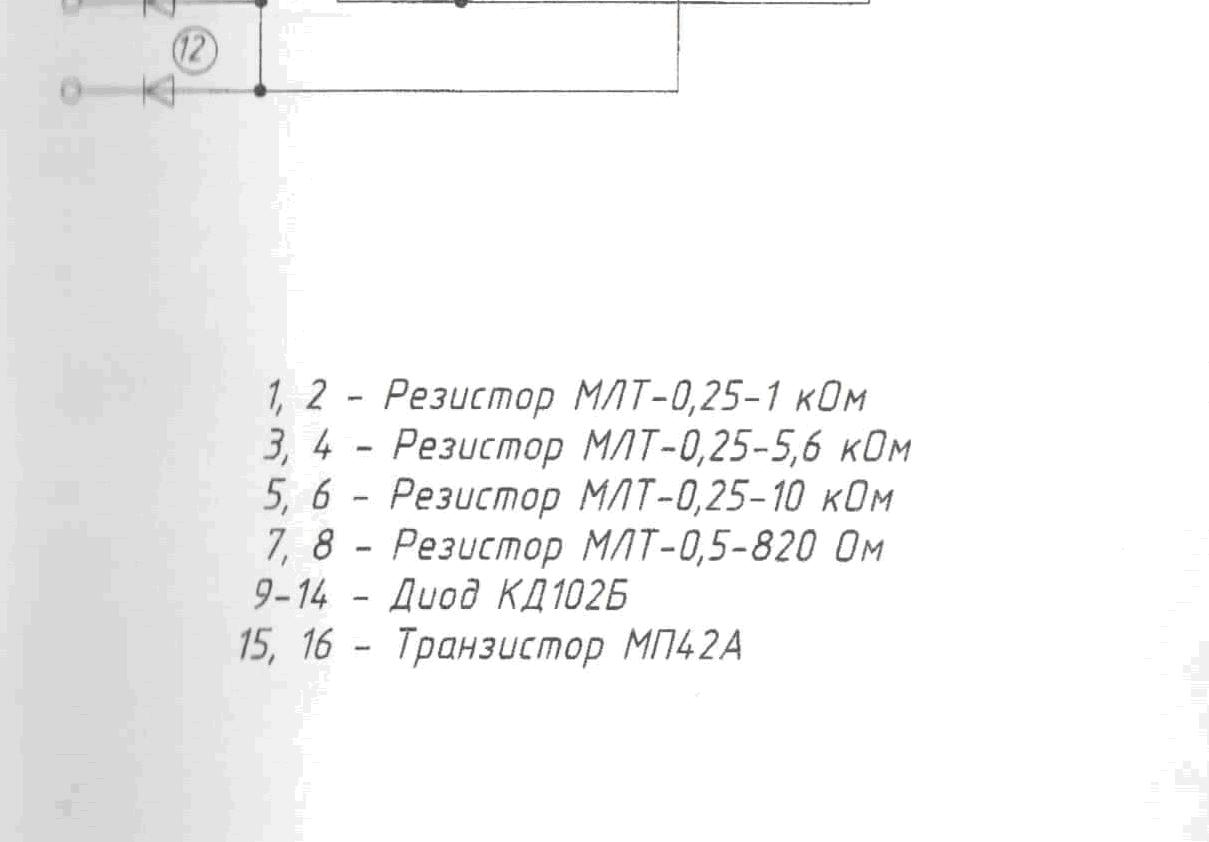 12
1, 2 - Резистор МЛТ-0,25-1 кОм
3, 4 - Резистор МЛТ-0,25-5,6 кОм
5, 6 - Резистор МЛТ-0,25-10 кОм
7, 8 - Резистор МЛТ-0,5-820 Ом
9-14 - Диод КД102Б
15, 16 - Транзистор МП42А